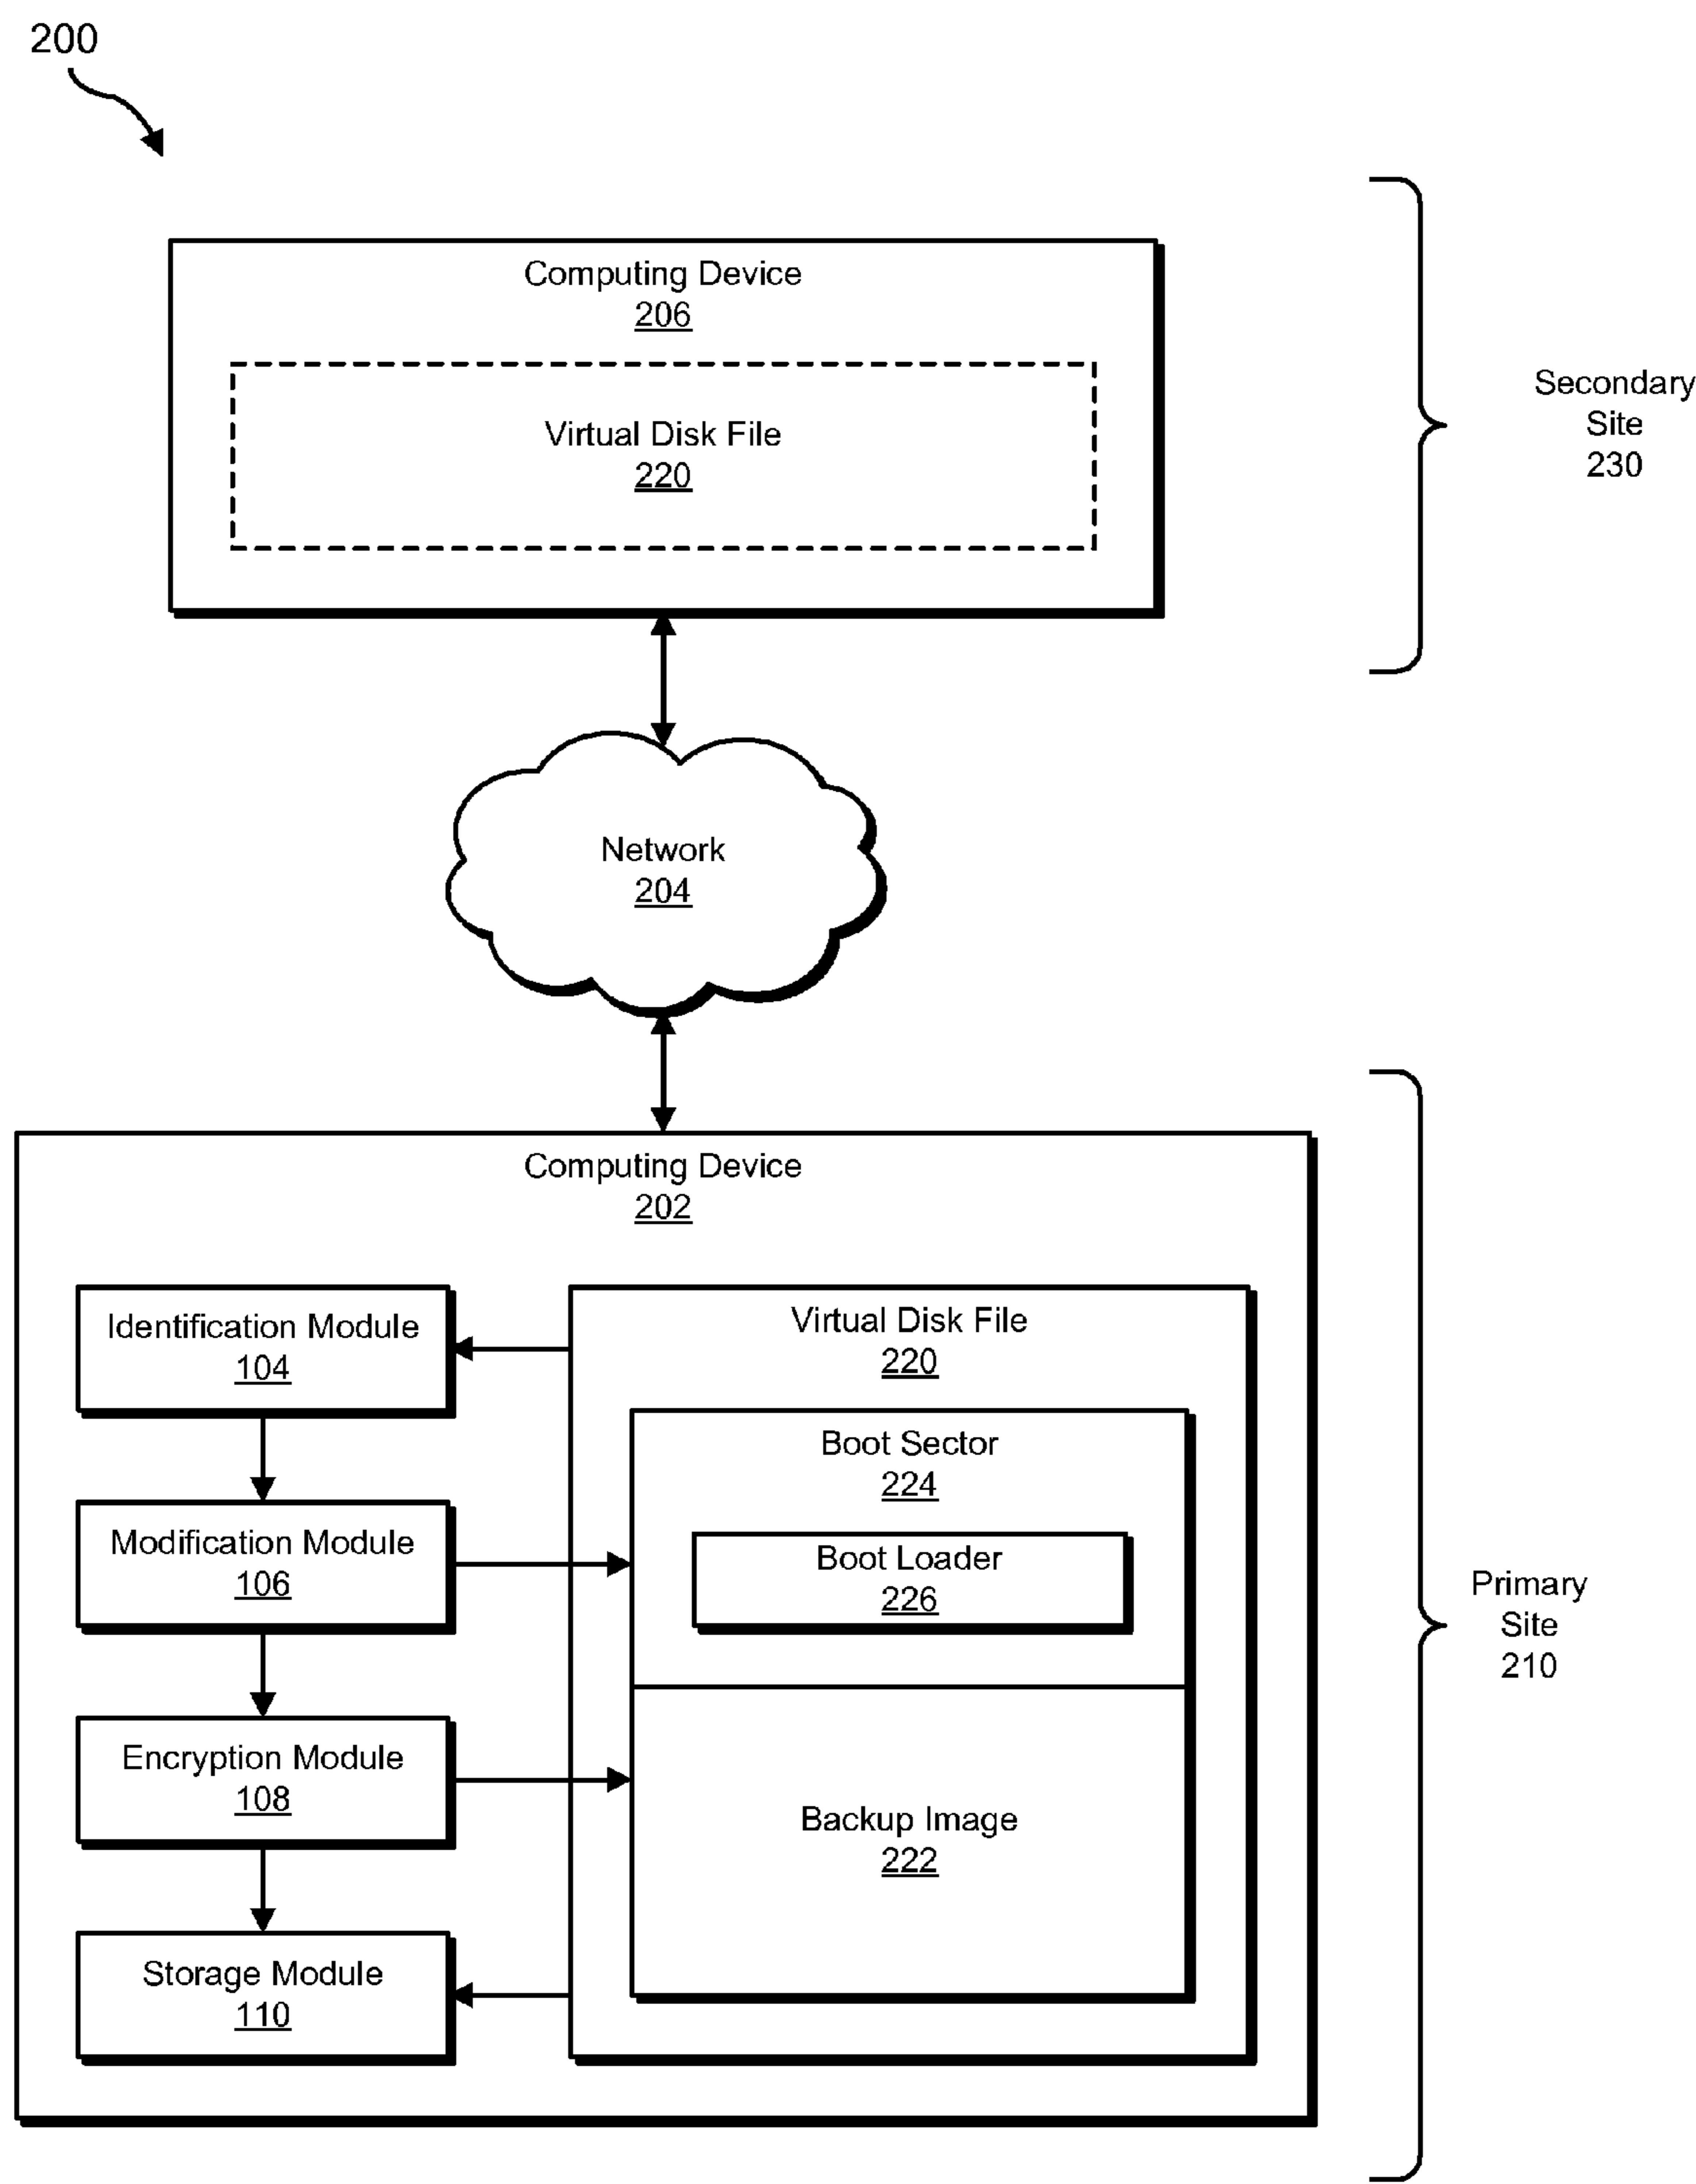 200
Computing Device
206
Virtual Disk File
220
Secondary
Site
230
Network
204
Computing Device
202
Identification Module
104
Modification Module
106
Encryption Module
108
Storage Module
110
Virtual Disk File
220
Boot Sector
224
Boot Loader
226
Backup Image
222
Primary
Site
210